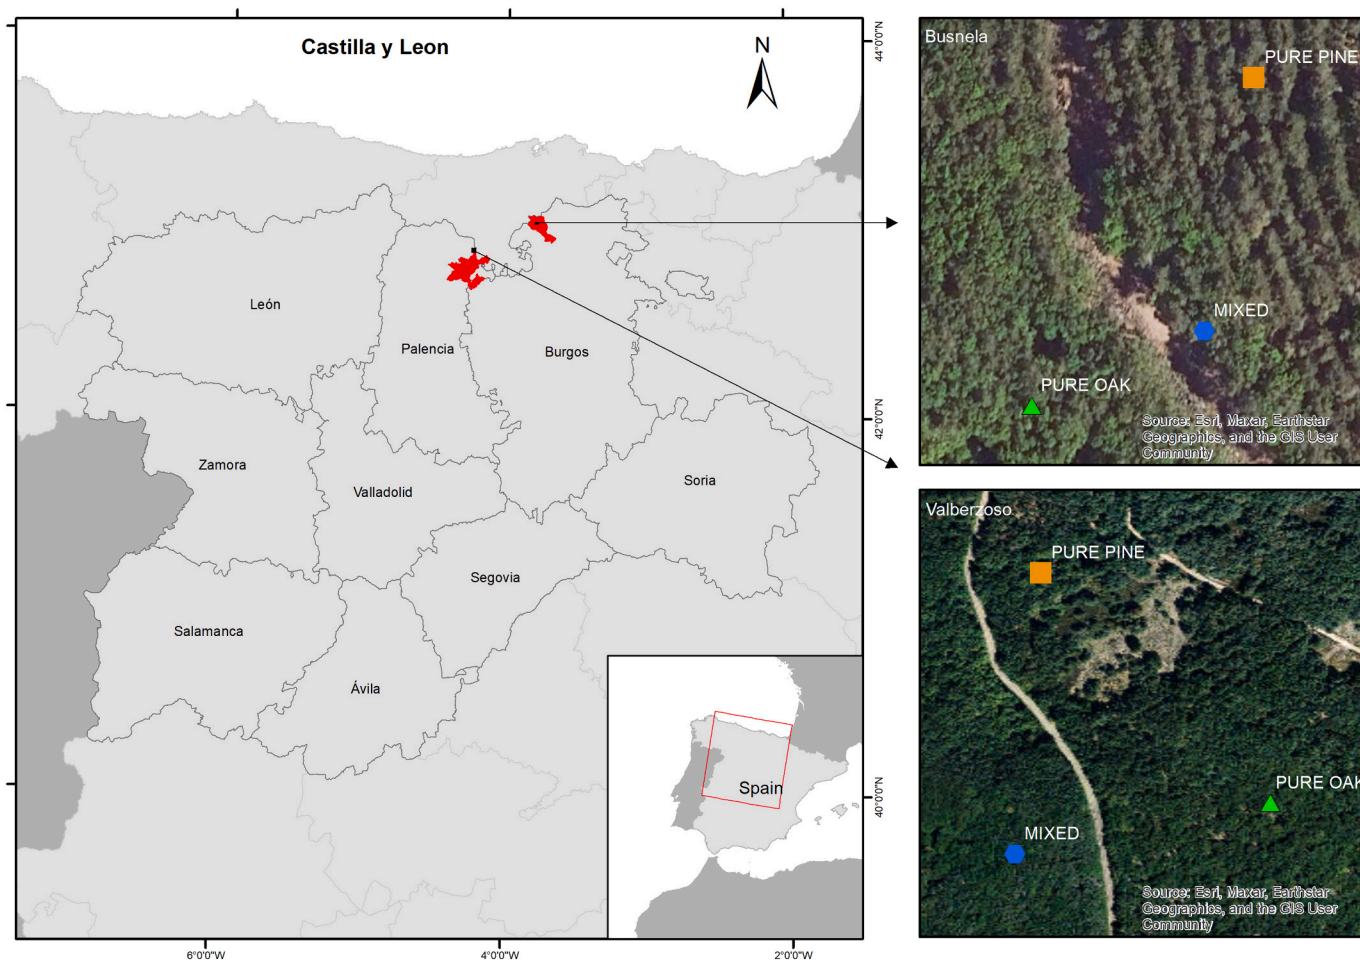 Castilla y Leon
N
44°0'0"N
León
Palencia
Burgos
42°0'0"N
Zamora
Valladolid
Soria
Segovia
Salamanca
Ávila
Spain
40°0'0"N
6°0'0"W
4°0'0"W
2°0'0"W
Busnela
PURE PINE
MIXED
PURE OAK
Source: Esri, Maxar, Earthstar
Geographics, and the GIS User
Community
Valberzoso
PURE PINE
PURE OAK
MIXED
Source: Esri, Maxar, Earthstar
Geographics, and the GIS User
Community